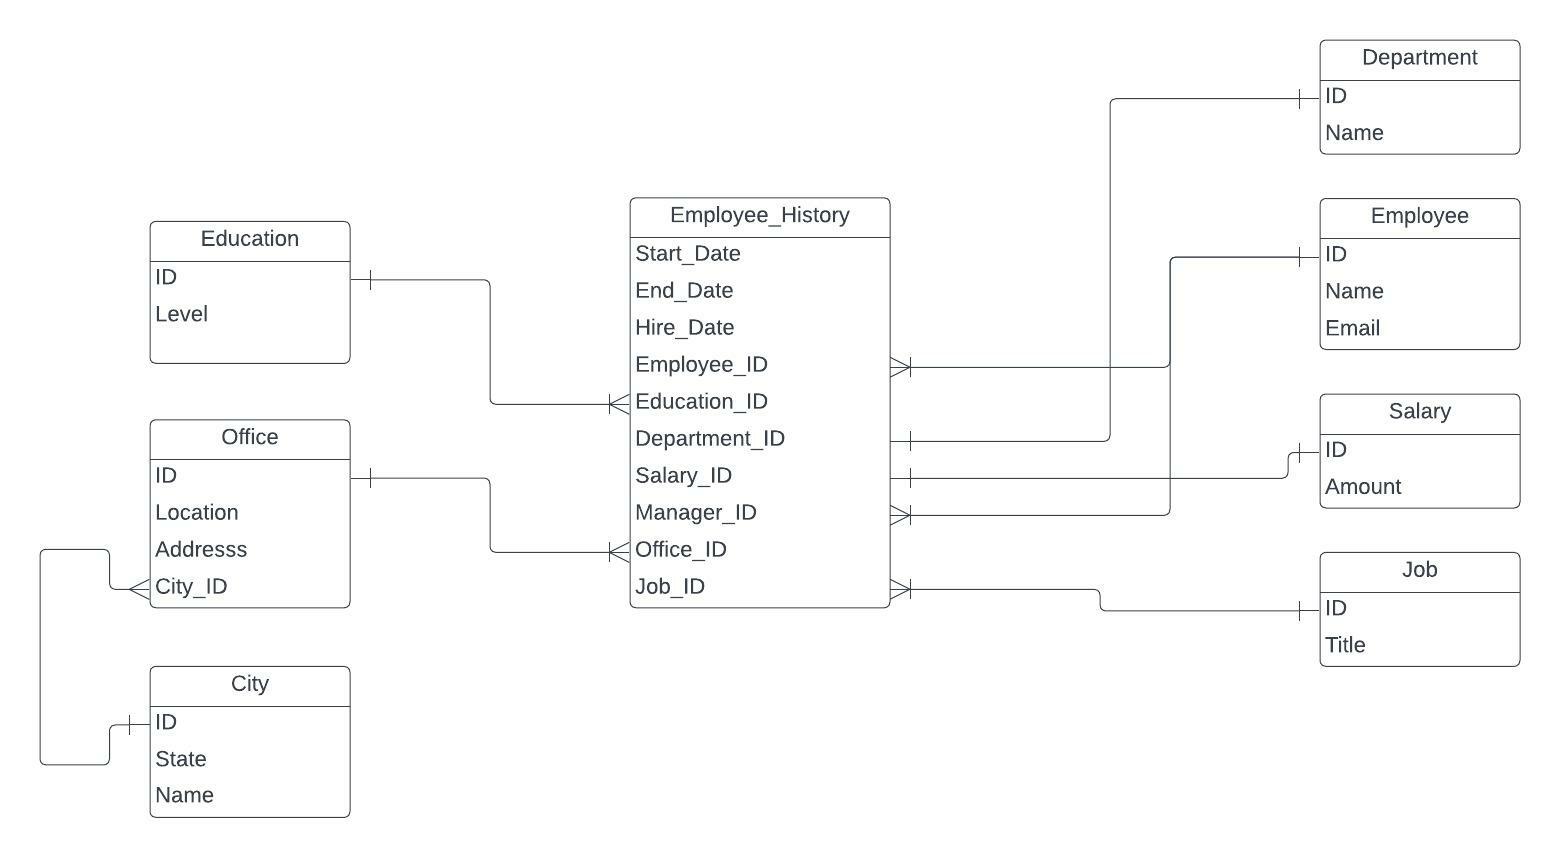 Department
ID
Name
Employee
ID
Name
Email
Salary
ID
Amount
Job
ID
Title
Employee_History
Start_Date
End_Date
Hire_Date
Employee_ID
Education_ID
Department_ID
Salary_ID
Manager_ID
Office_ID
Job_ID
Education
ID
Level
Office
ID
Location
Addresss
City_ID
City
ID
State
Name